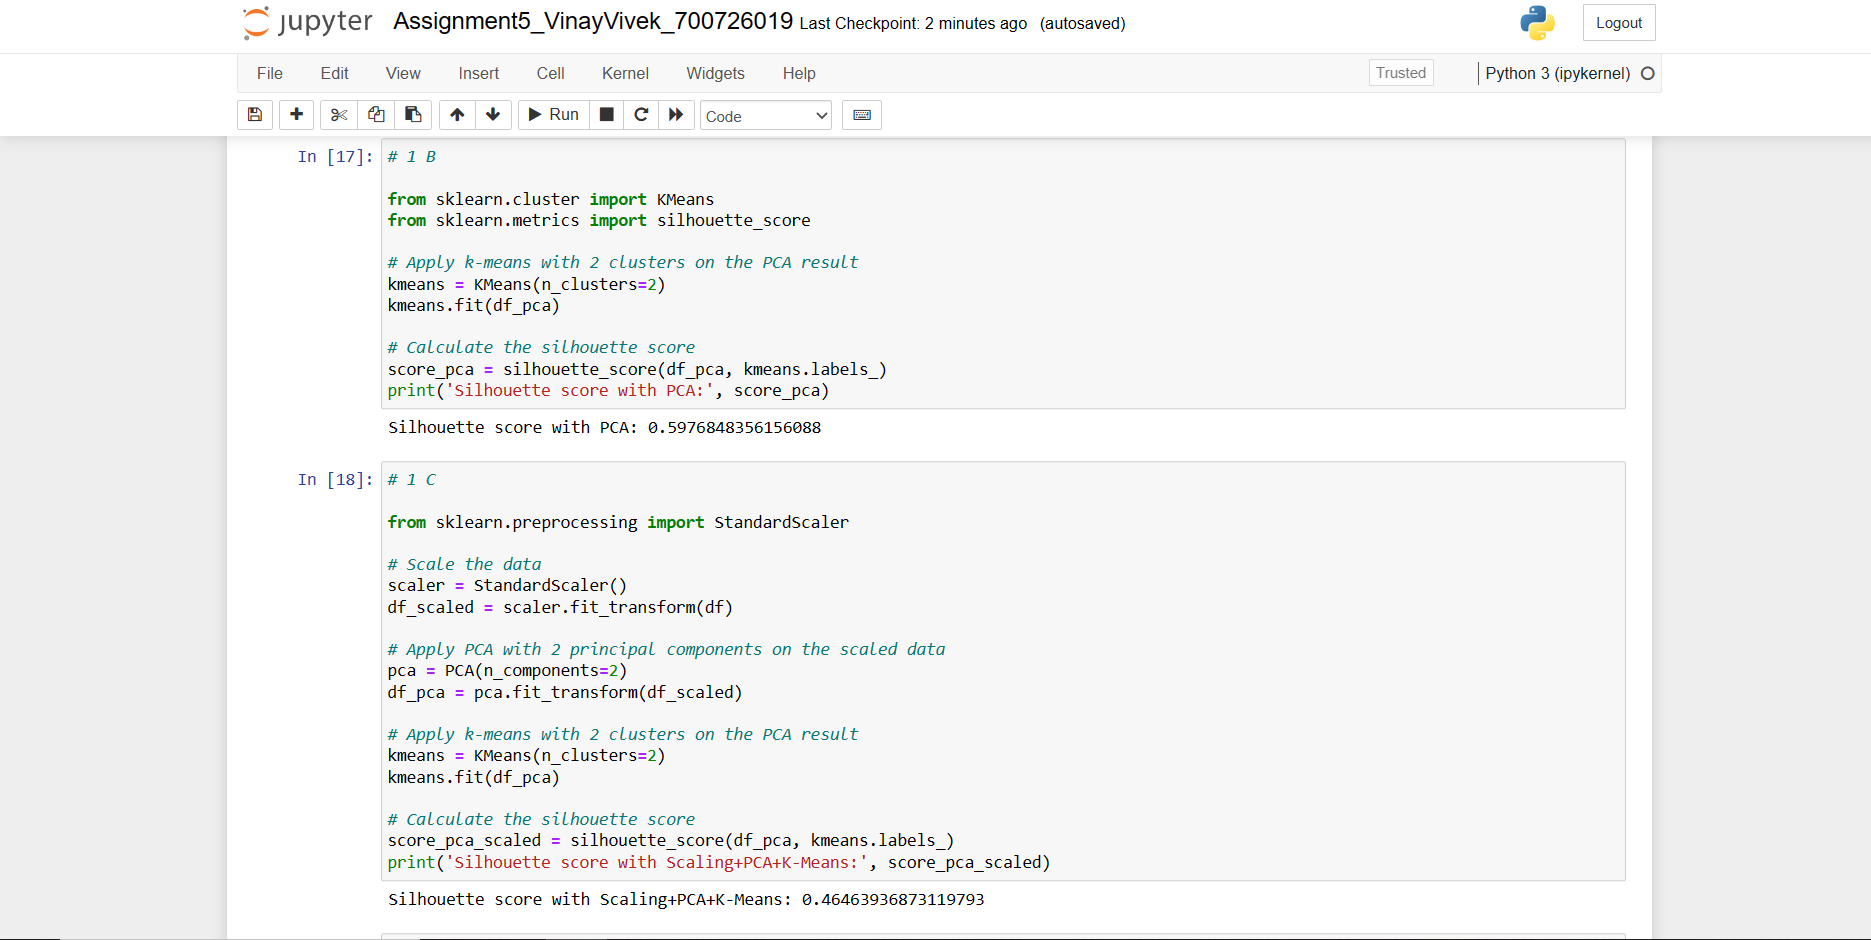 jupyter Assignment5_VinayVivek_700726019 Last Checkpoint: 2 minutes ago (autosaved) Logout
File Edit View Insert Cell Kernel Widgets Help Trusted Python 3 (ipykernel)
Run Code
In [17]: # 1 B
from sklearn.cluster import KMeans
from sklearn.metrics import silhouette_score
# Apply k-means with 2 clusters on the PCA result
kmeans = KMeans(n_clusters=2)
kmeans.fit(df_pca)
# Calculate the silhouette score
score_pca = silhouette_score(df_pca, kmeans.labels_)
print('Silhouette score with PCA:', score_pca)
Silhouette score with PCA: 0.5976848356156088
In [18]: # 1 C
from sklearn.preprocessing import StandardScaler
# Scale the data
scaler = StandardScaler()
df_scaled = scaler.fit_transform(df)
# Apply PCA with 2 principal components on the scaled data
pca = PCA(n_components=2)
df_pca = pca.fit_transform(df_scaled)
# Apply k-means with 2 clusters on the PCA result
kmeans = KMeans(n_clusters=2)
kmeans.fit(df_pca)
# Calculate the silhouette score
score_pca_scaled = silhouette_score(df_pca, kmeans.labels_)
print('Silhouette score with Scaling+PCA+K-Means:', score_pca_scaled)
Silhouette score with Scaling+PCA+K-Means: 0.46463936873119793